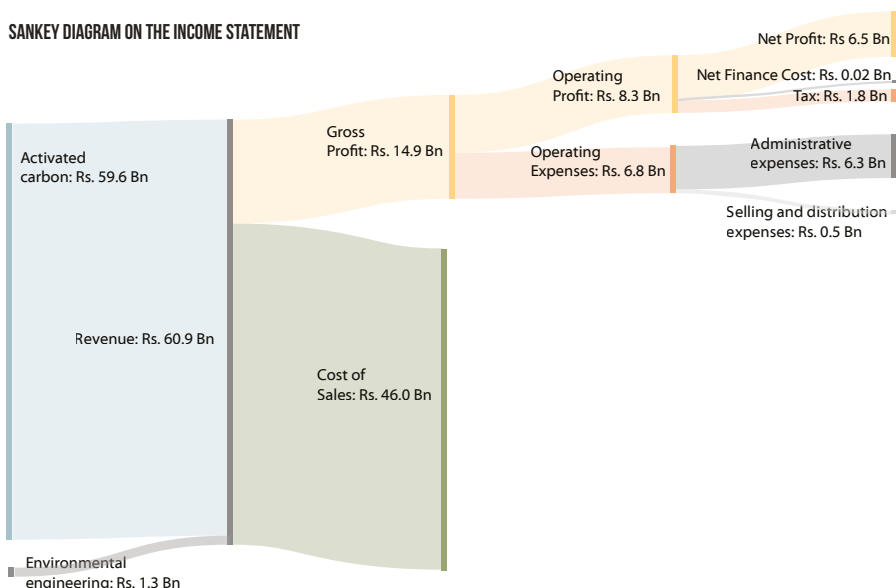 SANKEY DIAGRAM ON THE INCOME STATEMENT
Activated
carbon: Rs. 59.6 Bn
Revenue: Rs. 60.9 Bn
Environmental
engineering: Rs. 1.3 Bn
Gross
Profit: Rs. 14.9 Bn
Cost of
Sales: Rs. 46.0 Bn
Operating
Profit: Rs. 8.3 Bn
Operating
Expenses: Rs. 6.8 Bn
Net Profit: Rs 6.5 Bn
Net Finance Cost: Rs. 0.02 Bn
Tax: Rs. 1.8 Bn
Administrative
expenses: Rs. 6.3 Bn
Selling and distribution
expenses: Rs. 0.5 Bn